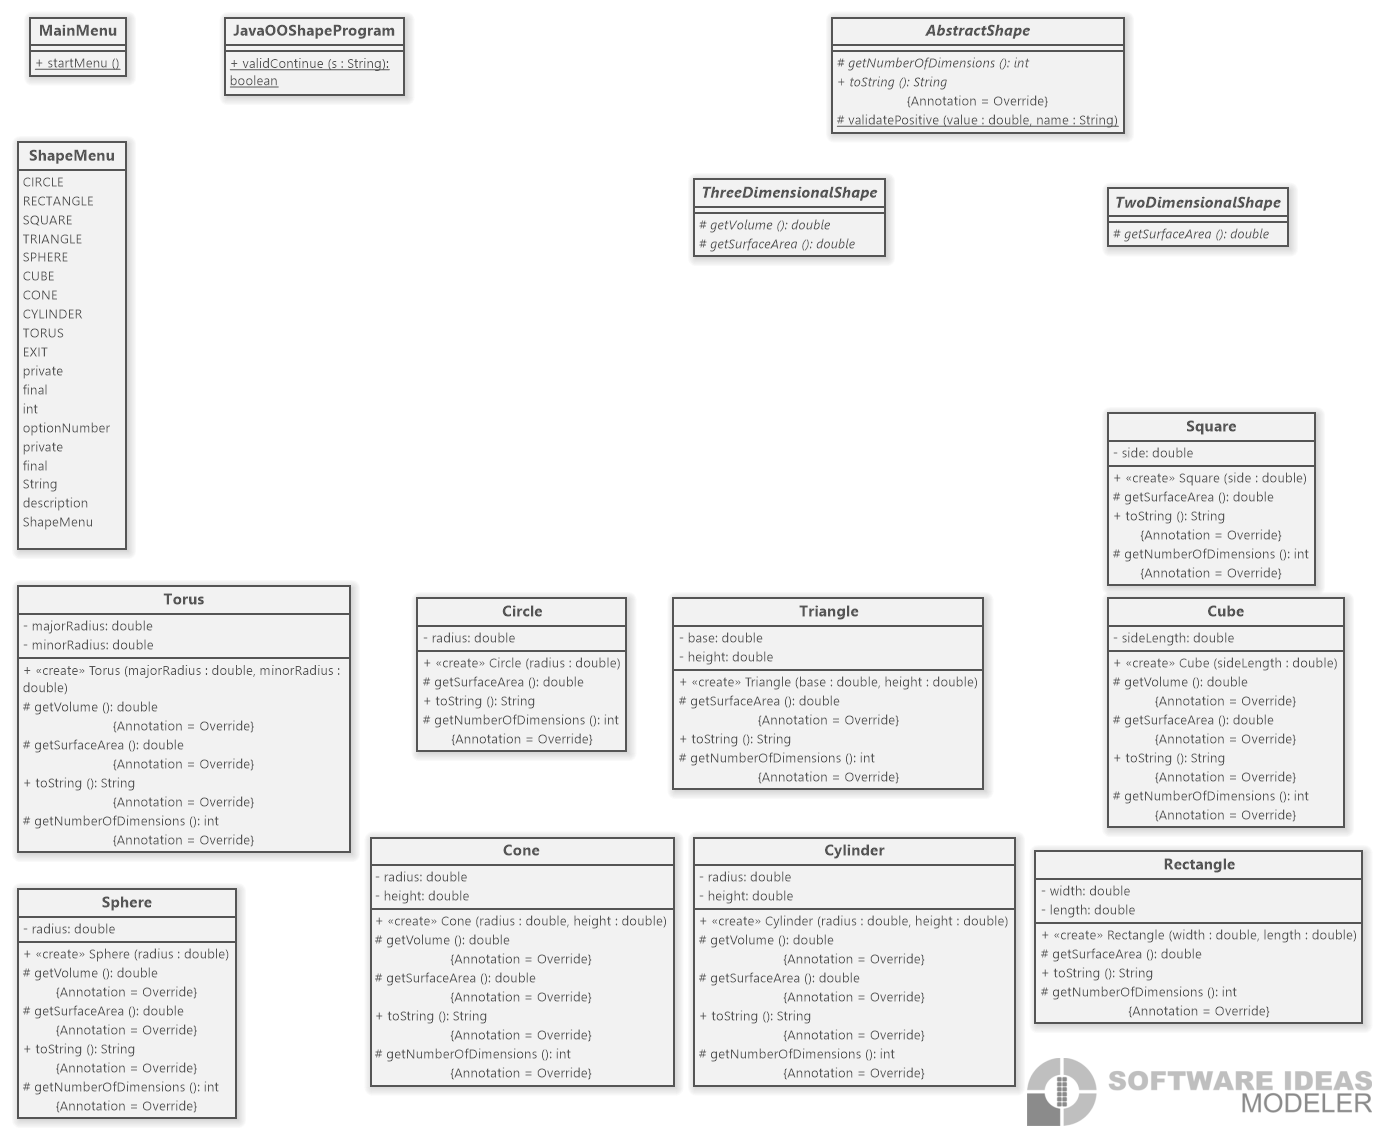 MainMenu
+ startMenu ()
JavaOOShapeProgram
+ validContinue (s : String):
boolean
AbstractShape
# getNumberOfDimensions (): int
+ toString (): String
{Annotation = Override}
# validatePositive (value : double, name : String)
ShapeMenu
CIRCLE
RECTANGLE
SQUARE
TRIANGLE
SPHERE
CUBE
CONE
CYLINDER
TORUS
EXIT
private
final
int
optionNumber
private
final
String
description
ShapeMenu
ThreeDimensionalShape
# getVolume (): double
# getSurfaceArea (): double
TwoDimensionalShape
# getSurfaceArea (): double
Square
- side: double
+ «create» Square (side : double)
# getSurfaceArea (): double
+ toString (): String
{Annotation = Override}
# getNumberOfDimensions (): int
{Annotation = Override}
Torus
- majorRadius: double
- minorRadius: double
+ «create» Torus (majorRadius : double, minorRadius :
double)
# getVolume (): double
{Annotation = Override}
# getSurfaceArea (): double
{Annotation = Override}
+ toString (): String
{Annotation = Override}
# getNumberOfDimensions (): int
{Annotation = Override}
Circle
- radius: double
+ «create» Circle (radius : double)
# getSurfaceArea (): double
+ toString (): String
# getNumberOfDimensions (): int
{Annotation = Override}
Triangle
- base: double
- height: double
+ «create» Triangle (base : double, height : double)
# getSurfaceArea (): double
{Annotation = Override}
+ toString (): String
# getNumberOfDimensions (): int
{Annotation = Override}
Cube
- sideLength: double
+ «create» Cube (sideLength : double)
# getVolume (): double
{Annotation = Override}
# getSurfaceArea (): double
{Annotation = Override}
+ toString (): String
{Annotation = Override}
# getNumberOfDimensions (): int
{Annotation = Override}
Sphere
- radius: double
+ «create» Sphere (radius : double)
# getVolume (): double
{Annotation = Override}
# getSurfaceArea (): double
{Annotation = Override}
+ toString (): String
{Annotation = Override}
# getNumberOfDimensions (): int
{Annotation = Override}
Cone
- radius: double
- height: double
+ «create» Cone (radius : double, height : double)
# getVolume (): double
{Annotation = Override}
# getSurfaceArea (): double
{Annotation = Override}
+ toString (): String
{Annotation = Override}
# getNumberOfDimensions (): int
{Annotation = Override}
Cylinder
- radius: double
- height: double
+ «create» Cylinder (radius : double, height : double)
# getVolume (): double
{Annotation = Override}
# getSurfaceArea (): double
{Annotation = Override}
+ toString (): String
{Annotation = Override}
# getNumberOfDimensions (): int
{Annotation = Override}
Rectangle
- width: double
- length: double
+ «create» Rectangle (width : double, length : double)
# getSurfaceArea (): double
+ toString (): String
# getNumberOfDimensions (): int
{Annotation = Override}
SOFTWARE IDEAS
MODELER